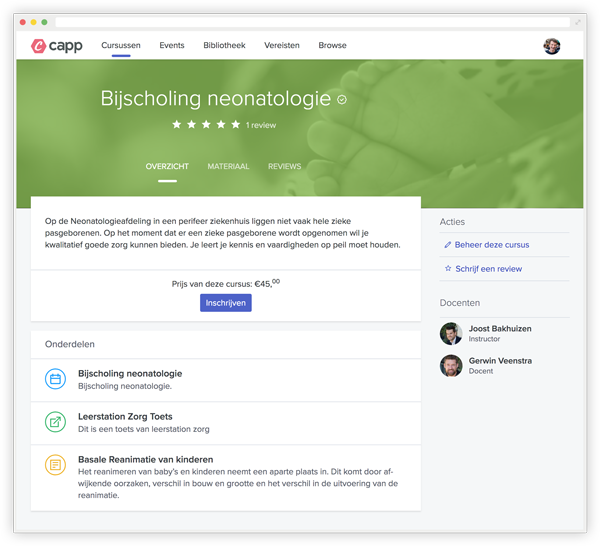 capp
Cursussen Events Bibliotheek Vereisten Browse
Bijscholing neonatologie
1 review
OVERZICHT MATERIAAL REVIEWS
Op de Neonatologieafdeling in een perifeer ziekenhuis liggen niet vaak hele zieke
pasgeborenen. Op het moment dat er een zieke pasgeborene wordt opgenomen wil je
kwalitatief goede zorg kunnen bieden. Je leert je kennis en vaardigheden op peil moet houden.
Prijs van deze cursus: €45,00
Inschrijven
Onderdelen
Bijscholing neonatologie
Bijscholing neonatologie.
Leerstation Zorg Toets
Dit is een toets van leerstation zorg
Basale Reanimatie van kinderen
Het reanimeren van baby's en kinderen neemt een aparte plaats in. Dit komt door af-
wijkende oorzaken, verschil in bouw en grootte en het verschil in de uitvoering van de
reanimatie.
Acties
Beheer deze cursus
Schrijf een review
Docenten
Joost Bakhuizen
Instructor
Gerwin Veenstra
Docent